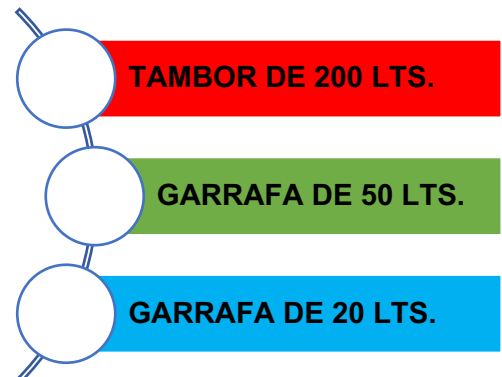 TAMBOR DE 200 LTS.
GARRAFA DE 50 LTS.
GARRAFA DE 20 LTS.